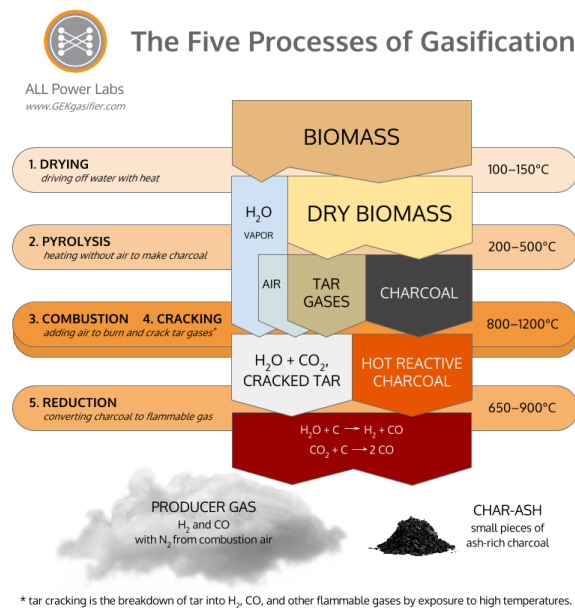 The Five Processes of Gasification
ALL Power Labs
www.GEKgasifier.com
BIOMASS
1. DRYING
driving off water with heat
100–150°C
H₂O
VAPOR
DRY BIOMASS
2. PYROLYSIS
heating without air to make charcoal
200–500°C
AIR
TAR
GASES
CHARCOAL
3. COMBUSTION 4. CRACKING
adding air to burn and crack tar gases*
800–1200°C
H₂O + CO₂,
CRACKED TAR
HOT REACTIVE
CHARCOAL
5. REDUCTION
converting charcoal to flammable gas
650–900°C
H₂O + C → H₂ + CO
CO₂ + C → 2 CO
PRODUCER GAS
H₂ and CO
with N₂ from combustion air
CHAR-ASH
small pieces of
ash-rich charcoal
* tar cracking is the breakdown of tar into H₂, CO, and other flammable gases by exposure to high temperatures.